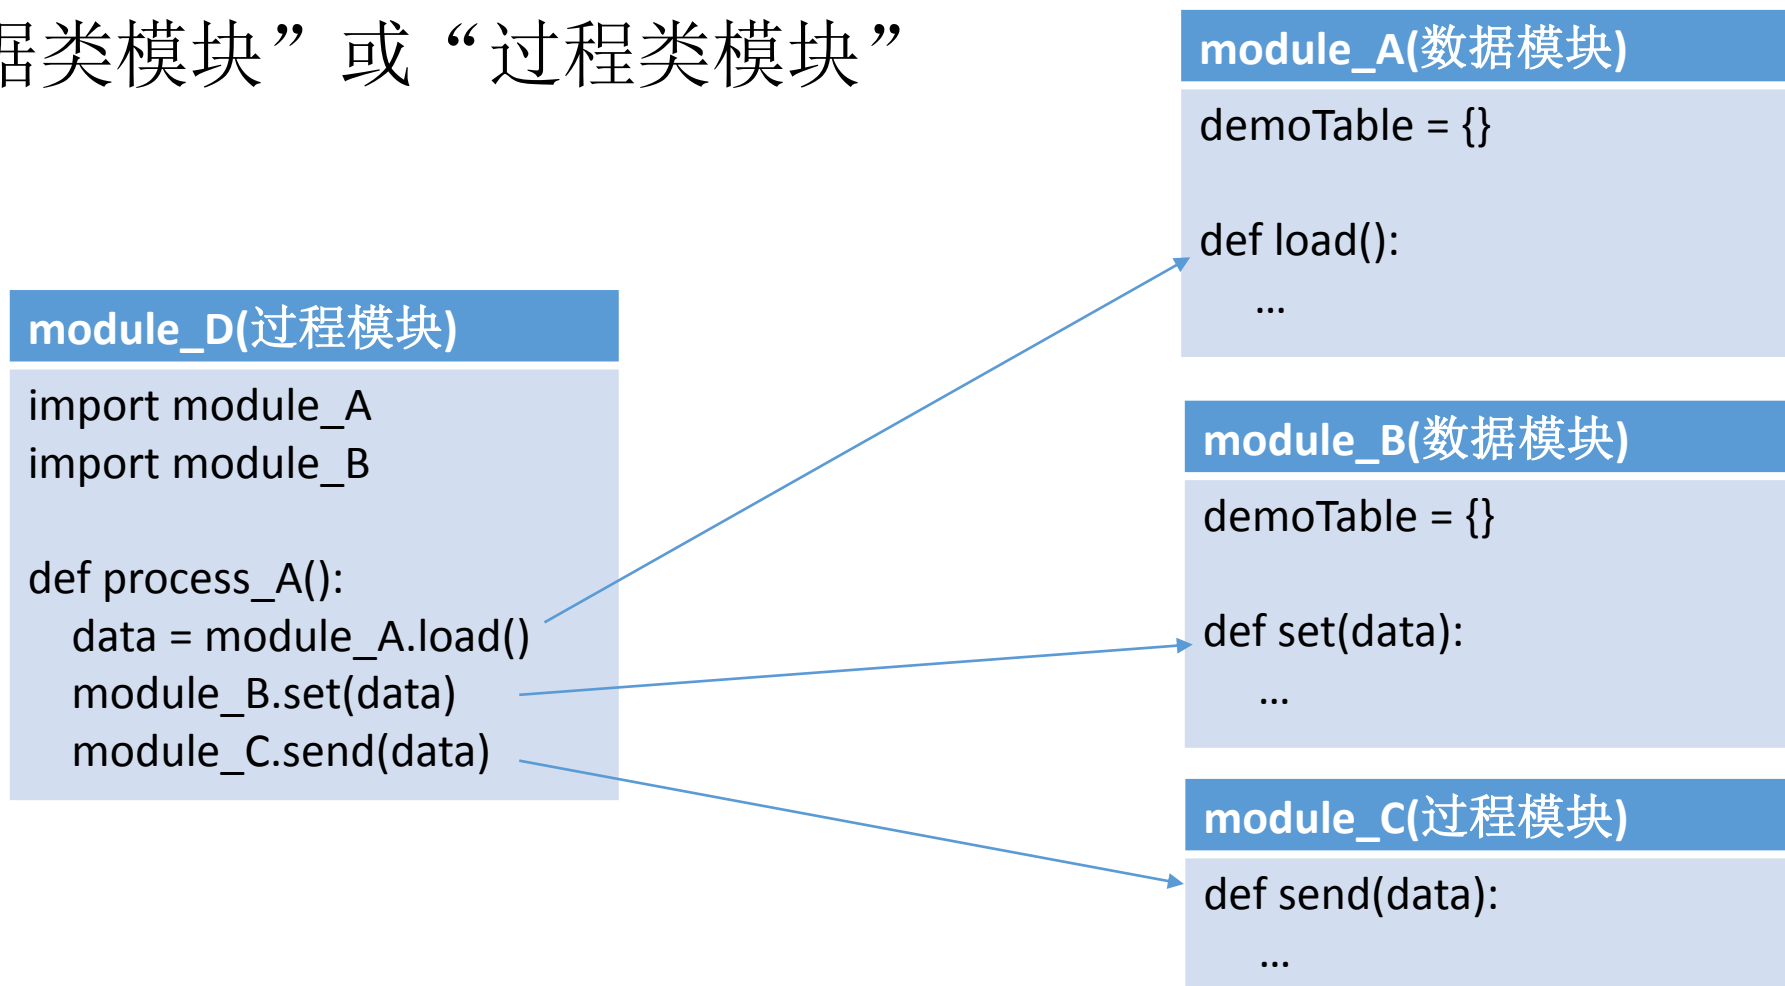 据类模块”或“过程类模块”
module_D(过程模块)
import module_A
import module_B
def process_A():
data = module_A.load()
module_B.set(data)
module_C.send(data)
module_A(数据模块)
demoTable = {}
def load():
...
module_B(数据模块)
demoTable = {}
def set(data):
...
module_C(过程模块)
def send(data):
...